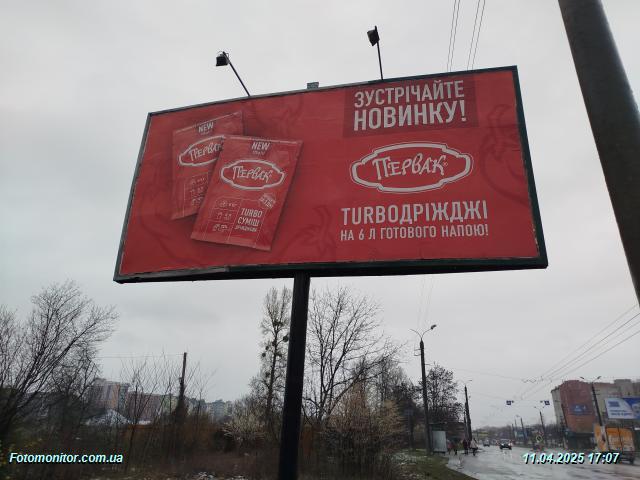 ЗУСТРІЧАЙТЕ
НОВИНКУ!
ПЕРВАК
TURBOДРІЖДЖІ
НА 6 Л ГОТОВОГО НАПОЮ!
NEW
ПЕРВАК
NEW
ПЕРВАК
TURBO
СУМІШ
Fotomonitor.com.ua
11.04.2025 17:07